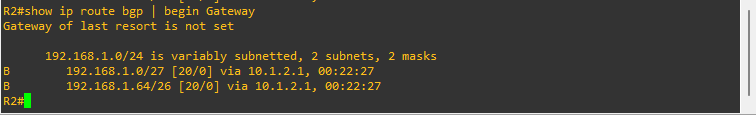 R2#show ip route bgp | begin Gateway
Gateway of last resort is not set

      192.168.1.0/24 is variably subnetted, 2 subnets, 2 masks
B        192.168.1.0/27 [20/0] via 10.1.2.1, 00:22:27
B        192.168.1.64/26 [20/0] via 10.1.2.1, 00:22:27
R2#